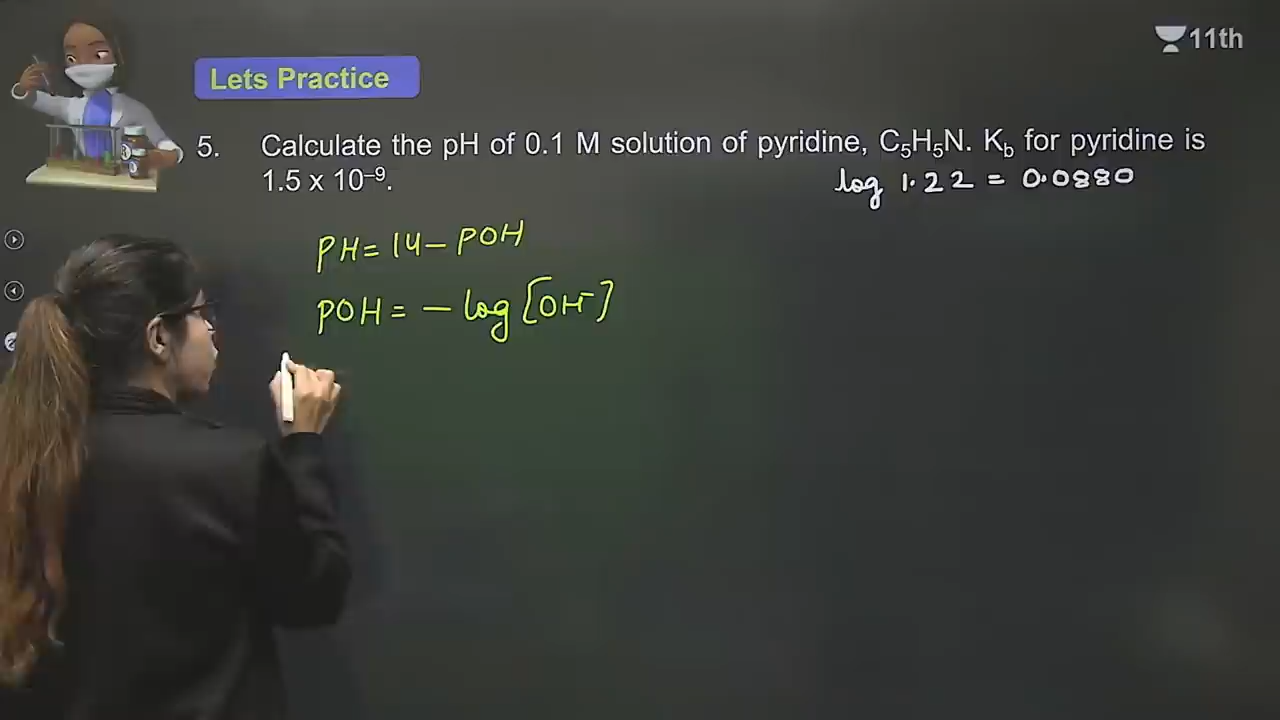 11th
Lets Practice
5. Calculate the pH of 0.1 M solution of pyridine, C₅H₅N. K_b for pyridine is
1.5 x 10⁻⁹.
log 1.22 = 0.0880
PH = 14 - POH
POH = - log [OH⁻]